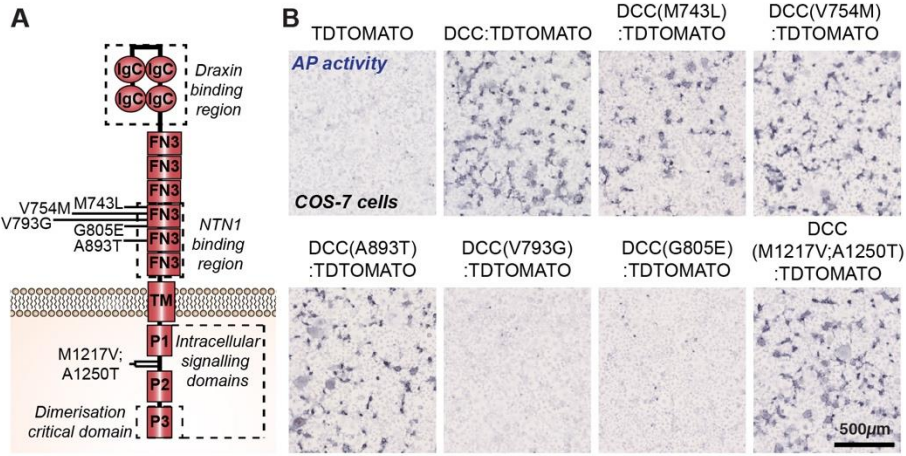 A
IgC IgC
IgC IgC
Draxin
binding
region
FN3
FN3
FN3
FN3
FN3
FN3
V754M
M743L
V793G
G805E
A893T
NTN1
binding
region
TM
P1
Intracellular
signalling
domains
M1217V;
A1250T
P2
Dimerisation
critical domain
P3
B
TDTOMATO
DCC:TDTOMATO
DCC(M743L)
:TDTOMATO
DCC(V754M)
:TDTOMATO
AP activity
COS-7 cells
DCC(A893T)
:TDTOMATO
DCC(V793G)
:TDTOMATO
DCC(G805E)
:TDTOMATO
DCC
(M1217V;A1250T)
:TDTOMATO
500µm